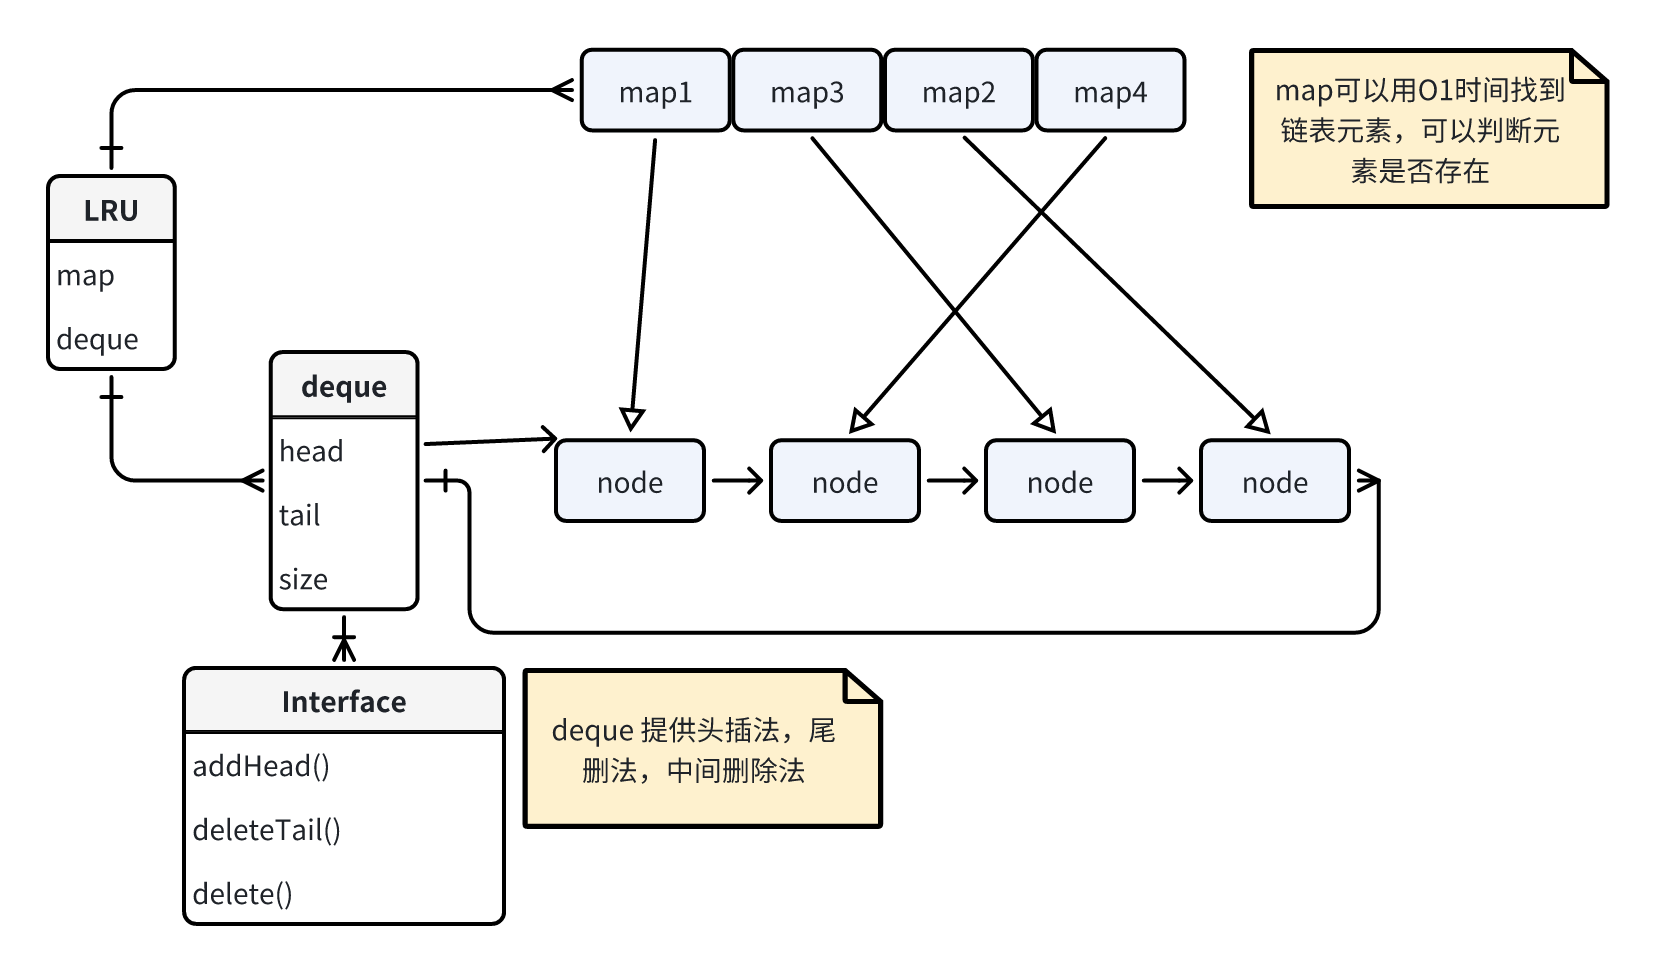 map1
map3
map2
map4
map可以用O1时间找到
链表元素，可以判断元
素是否存在
LRU
map
deque
deque
head
tail
size
node
node
node
node
Interface
addHead()
deleteTail()
delete()
deque 提供头插法，尾
删法，中间删除法